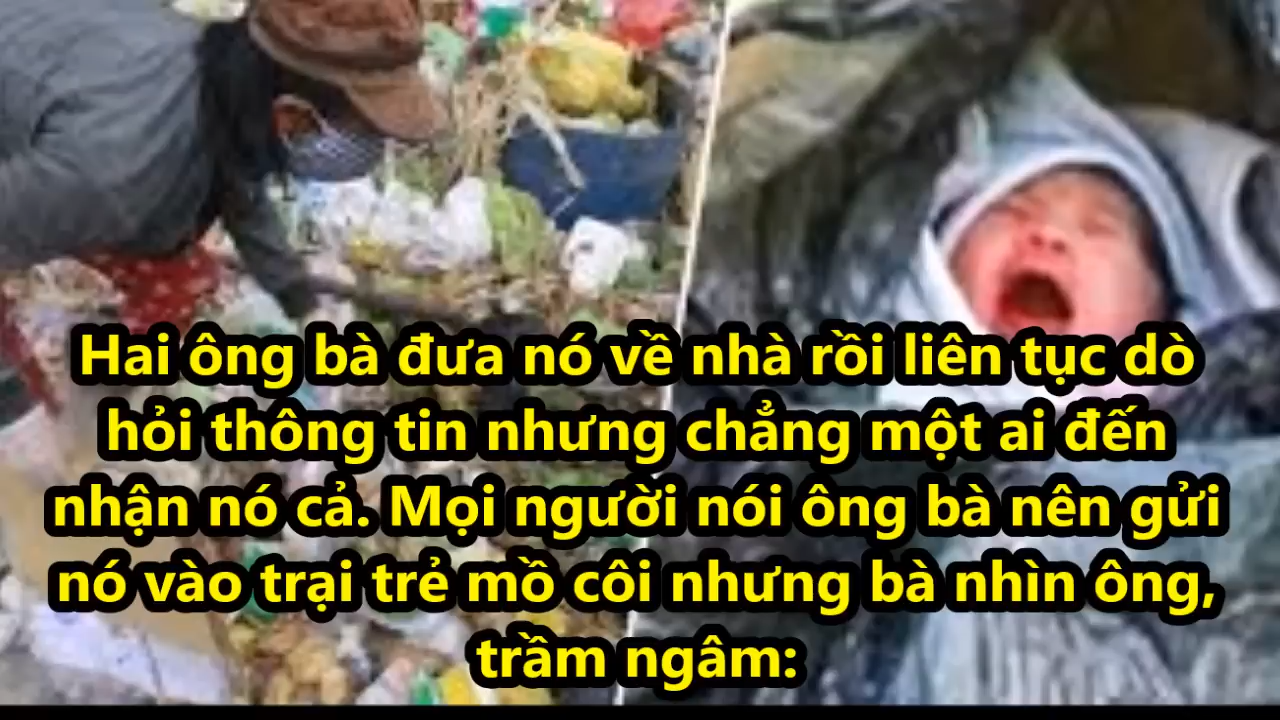 Hai ông bà đưa nó về nhà rồi liên tục dò
hỏi thông tin nhưng chẳng một ai đến
nhận nó cả. Mọi người nói ông bà nên gửi
nó vào trại trẻ mồ côi nhưng bà nhìn ông,
trầm ngâm: